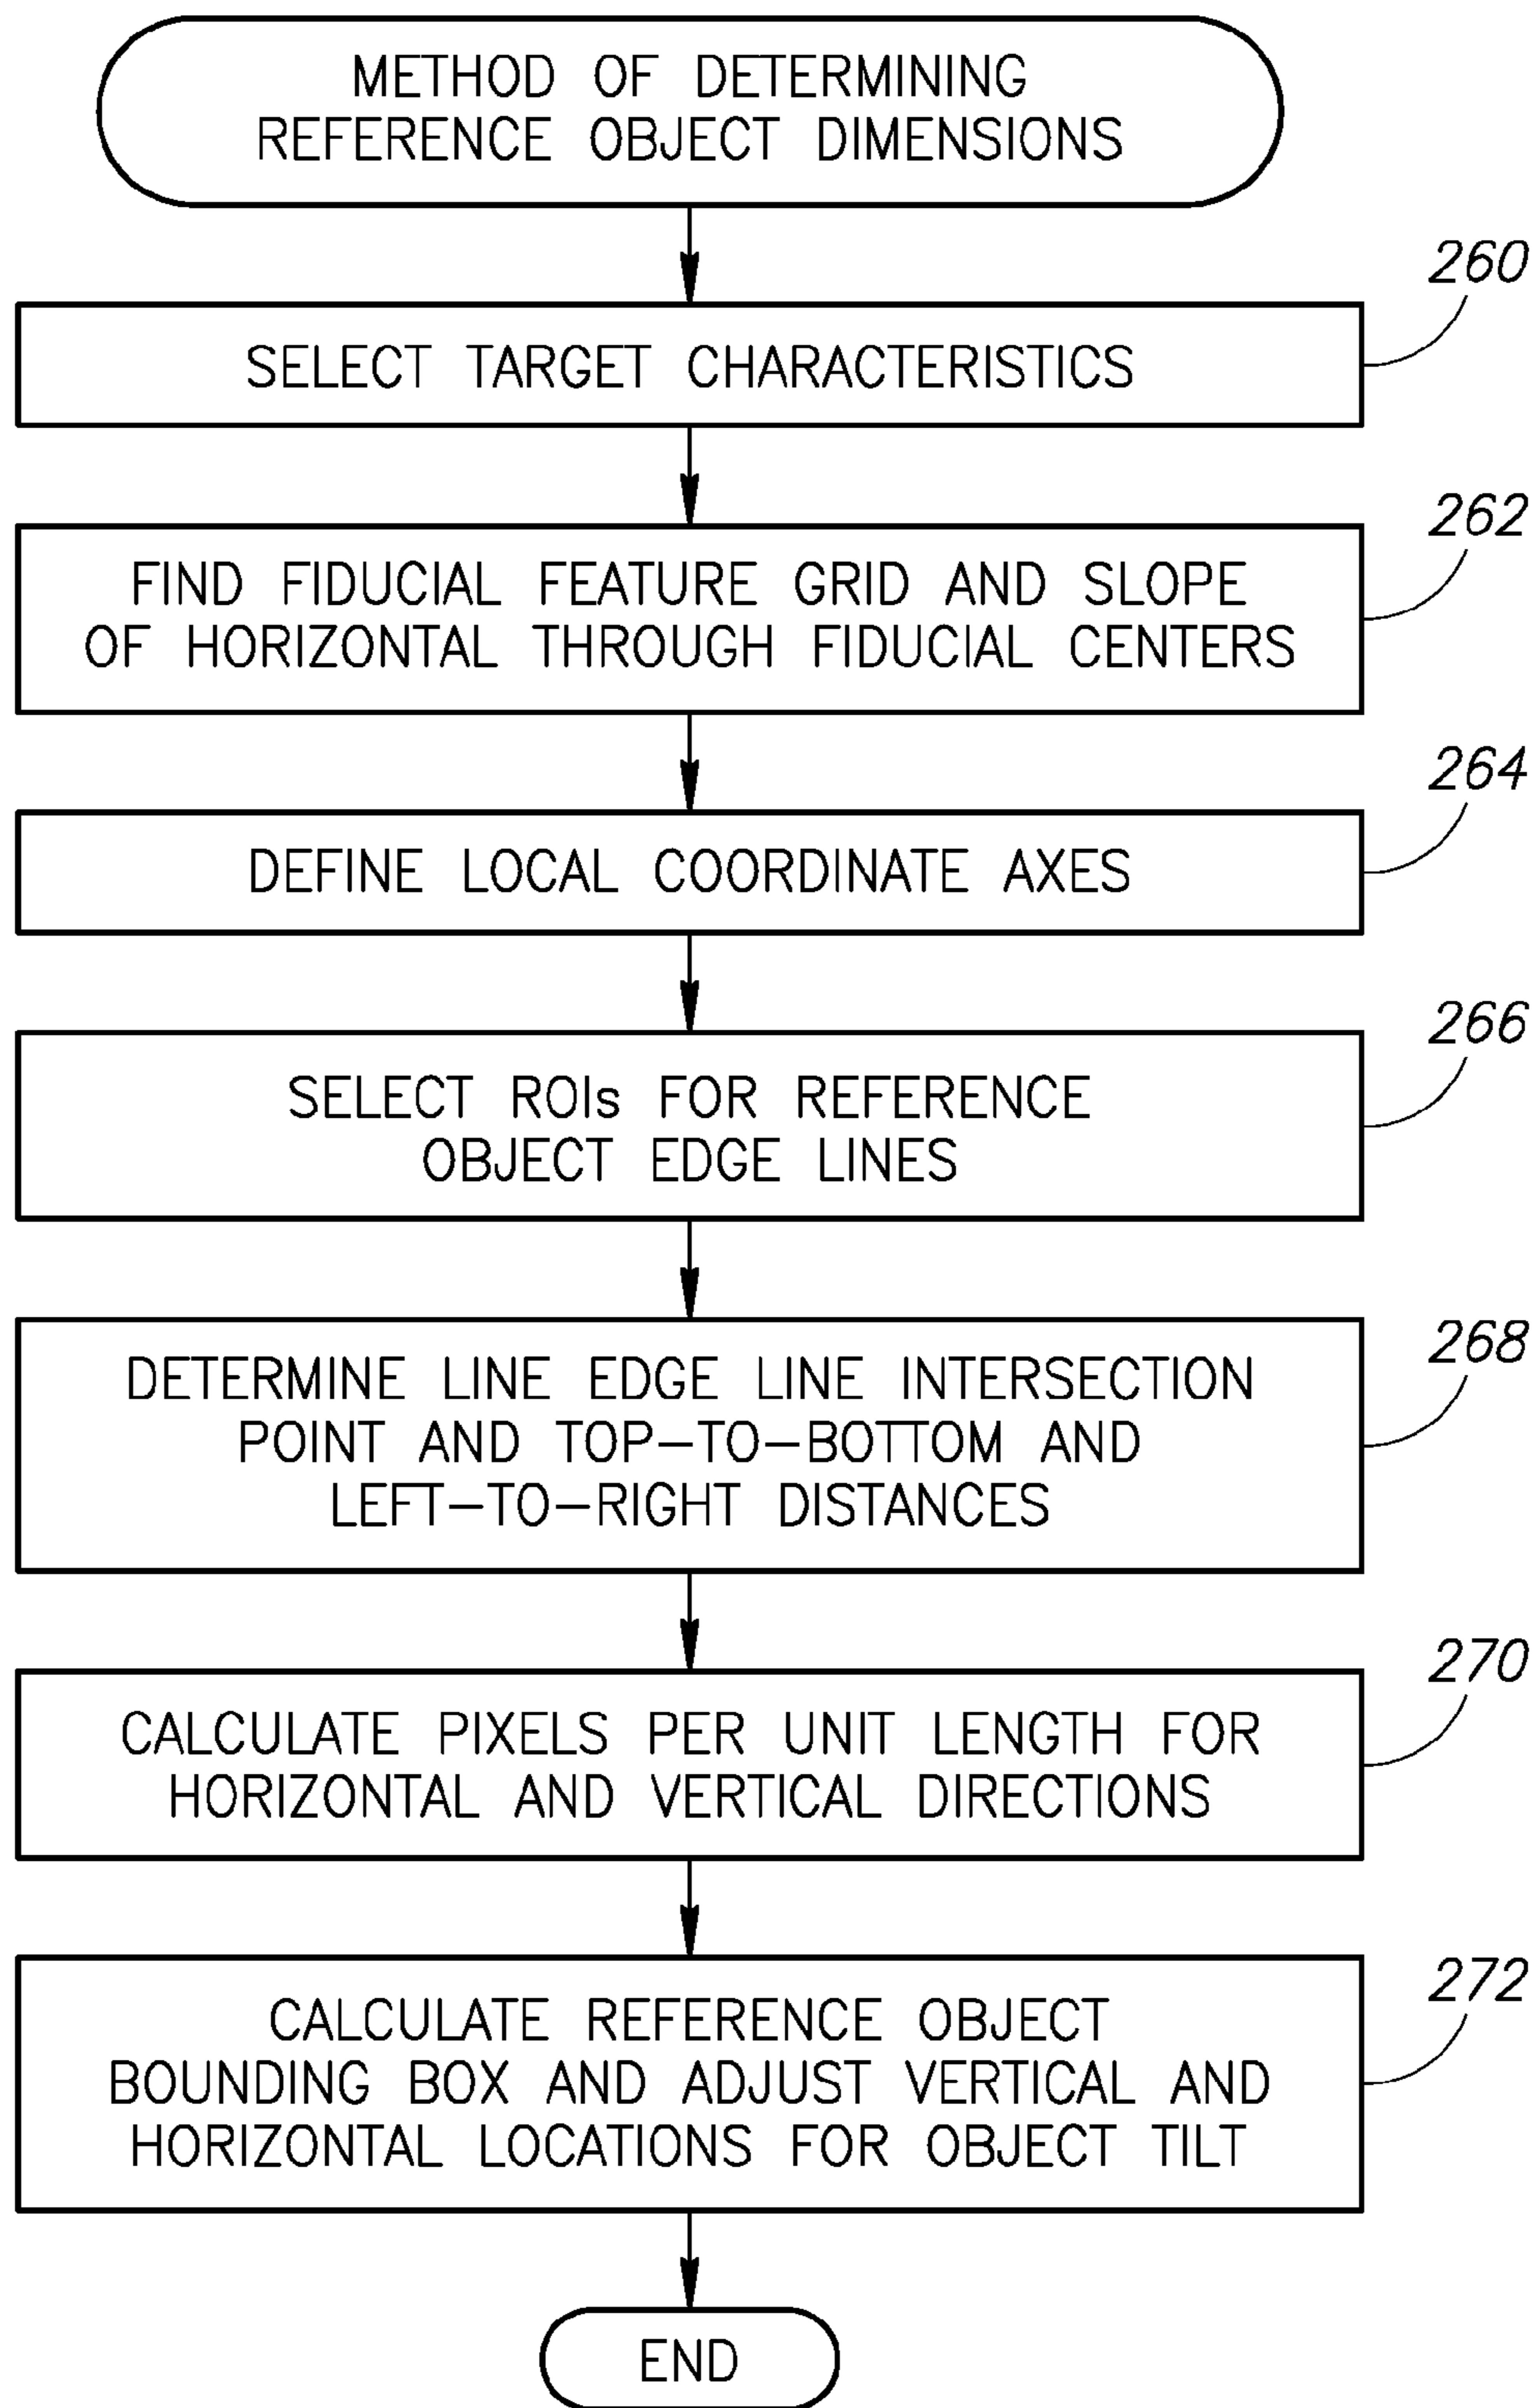 METHOD OF DETERMINING
REFERENCE OBJECT DIMENSIONS
260
SELECT TARGET CHARACTERISTICS
262
FIND FIDUCIAL FEATURE GRID AND SLOPE
OF HORIZONTAL THROUGH FIDUCIAL CENTERS
264
DEFINE LOCAL COORDINATE AXES
266
SELECT ROIs FOR REFERENCE
OBJECT EDGE LINES
268
DETERMINE LINE EDGE LINE INTERSECTION
POINT AND TOP-TO-BOTTOM AND
LEFT-TO-RIGHT DISTANCES
270
CALCULATE PIXELS PER UNIT LENGTH FOR
HORIZONTAL AND VERTICAL DIRECTIONS
272
CALCULATE REFERENCE OBJECT
BOUNDING BOX AND ADJUST VERTICAL AND
HORIZONTAL LOCATIONS FOR OBJECT TILT
END